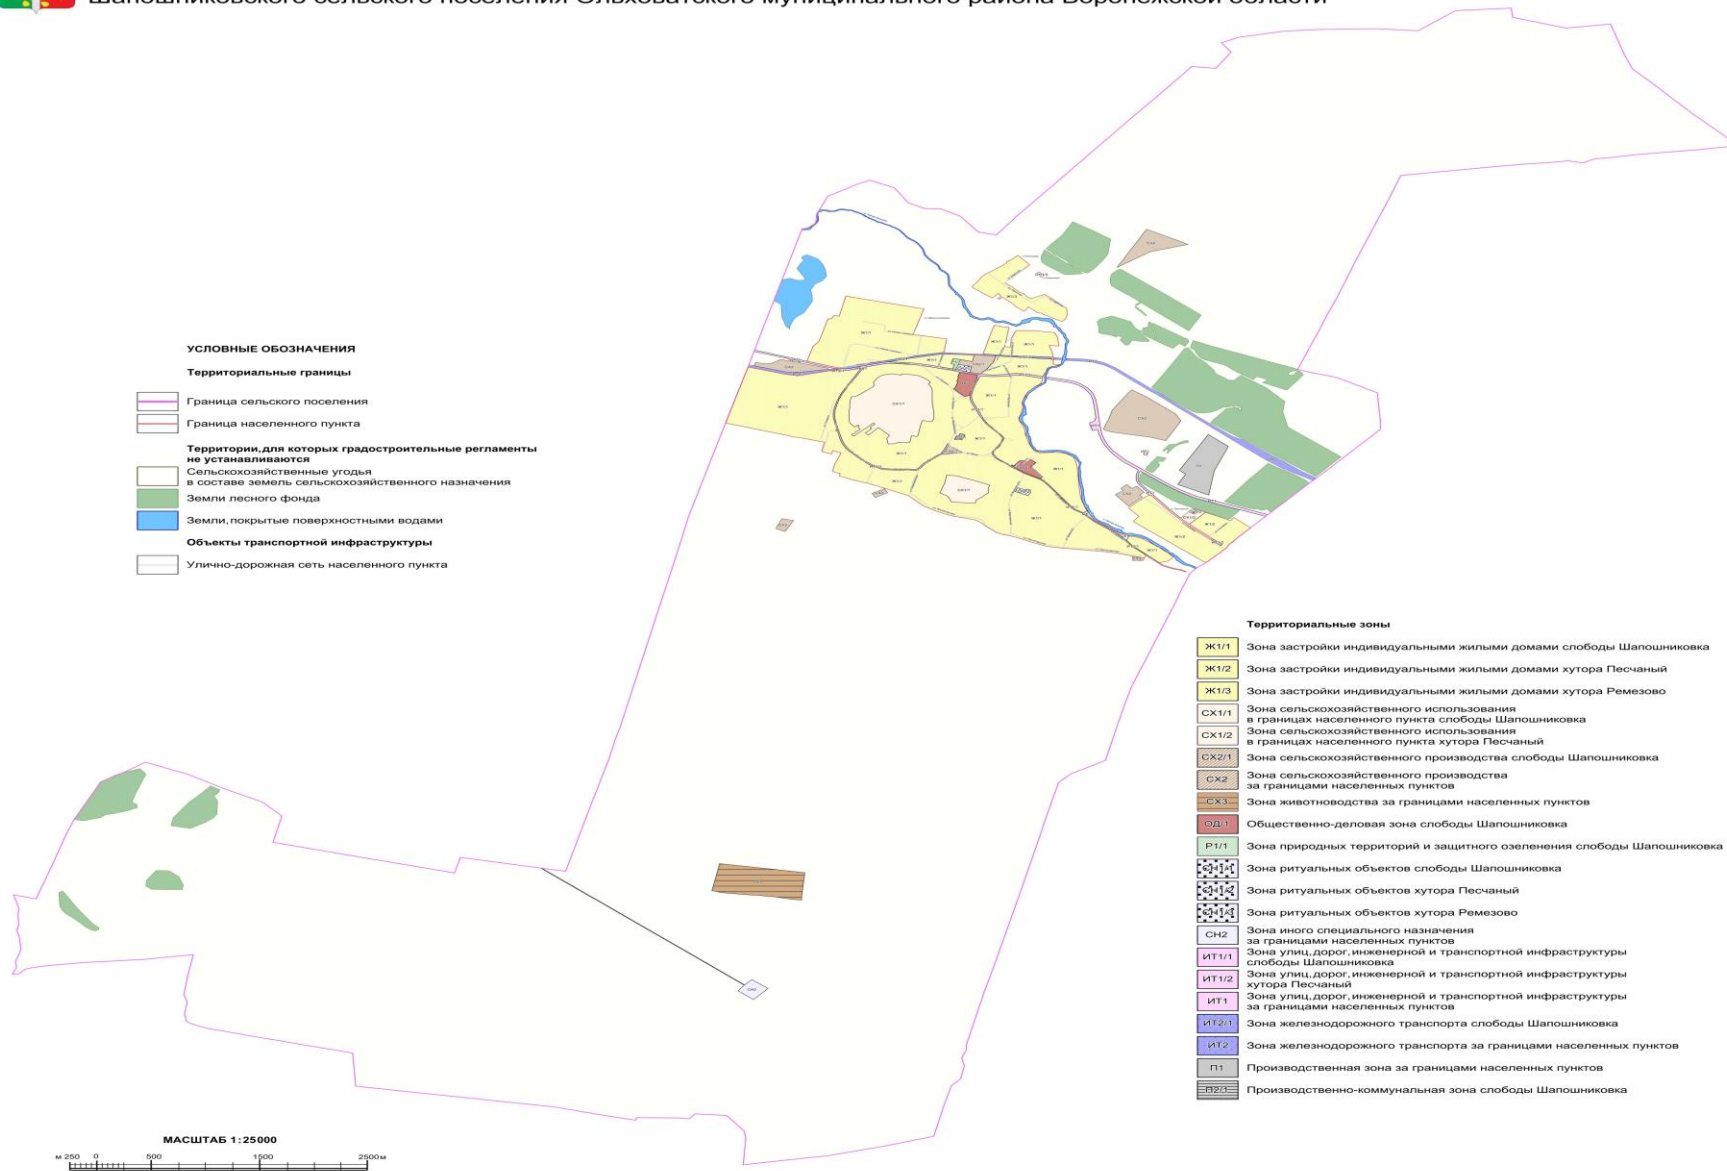 Шапошниковского сельского поселения Ольховатского муниципального района Воронежской области
УСЛОВНЫЕ ОБОЗНАЧЕНИЯ
Территориальные границы
Граница сельского поселения
Граница населенного пункта
Территории, для которых градостроительные регламенты
не устанавливаются
Сельскохозяйственные угодья
в составе земель сельскохозяйственного назначения
Земли лесного фонда
Земли, покрытые поверхностными водами
Объекты транспортной инфраструктуры
Улично-дорожная сеть населенного пункта
Территориальные зоны
Ж1/1 Зона застройки индивидуальными жилыми домами слободы Шапошниковка
Ж1/2 Зона застройки индивидуальными жилыми домами хутора Песчаный
Ж1/3 Зона застройки индивидуальными жилыми домами хутора Ремезово
СХ1/1 Зона сельскохозяйственного использования
в границах населенного пункта слободы Шапошниковка
СХ1/2 Зона сельскохозяйственного использования
в границах населенного пункта хутора Песчаный
СХ2/1 Зона сельскохозяйственного производства слободы Шапошниковка
СХ2 Зона сельскохозяйственного производства
за границами населенных пунктов
СХ3 Зона животноводства за границами населенных пунктов
ОД/1 Общественно-деловая зона слободы Шапошниковка
Р1/1 Зона природных территорий и защитного озеленения слободы Шапошниковка
СН1/1 Зона ритуальных объектов слободы Шапошниковка
СН1/2 Зона ритуальных объектов хутора Песчаный
СН1/3 Зона ритуальных объектов хутора Ремезово
СН2 Зона иного специального назначения
за границами населенных пунктов
ИТ1/1 Зона улиц, дорог, инженерной и транспортной инфраструктуры
слободы Шапошниковка
ИТ1/2 Зона улиц, дорог, инженерной и транспортной инфраструктуры
хутора Песчаный
ИТ1 Зона улиц, дорог, инженерной и транспортной инфраструктуры
за границами населенных пунктов
ИТ2/1 Зона железнодорожного транспорта слободы Шапошниковка
ИТ2 Зона железнодорожного транспорта за границами населенных пунктов
П1 Производственная зона за границами населенных пунктов
П2/1 Производственно-коммунальная зона слободы Шапошниковка
МАСШТАБ 1:25000
м 250 0 500 1500 2500м